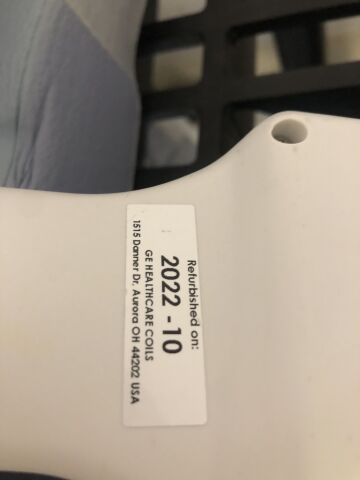 Refurbished on:
2022 - 10
GE HEALTHCARE COILS
1515 Danner Dr, Aurora OH 44202 USA